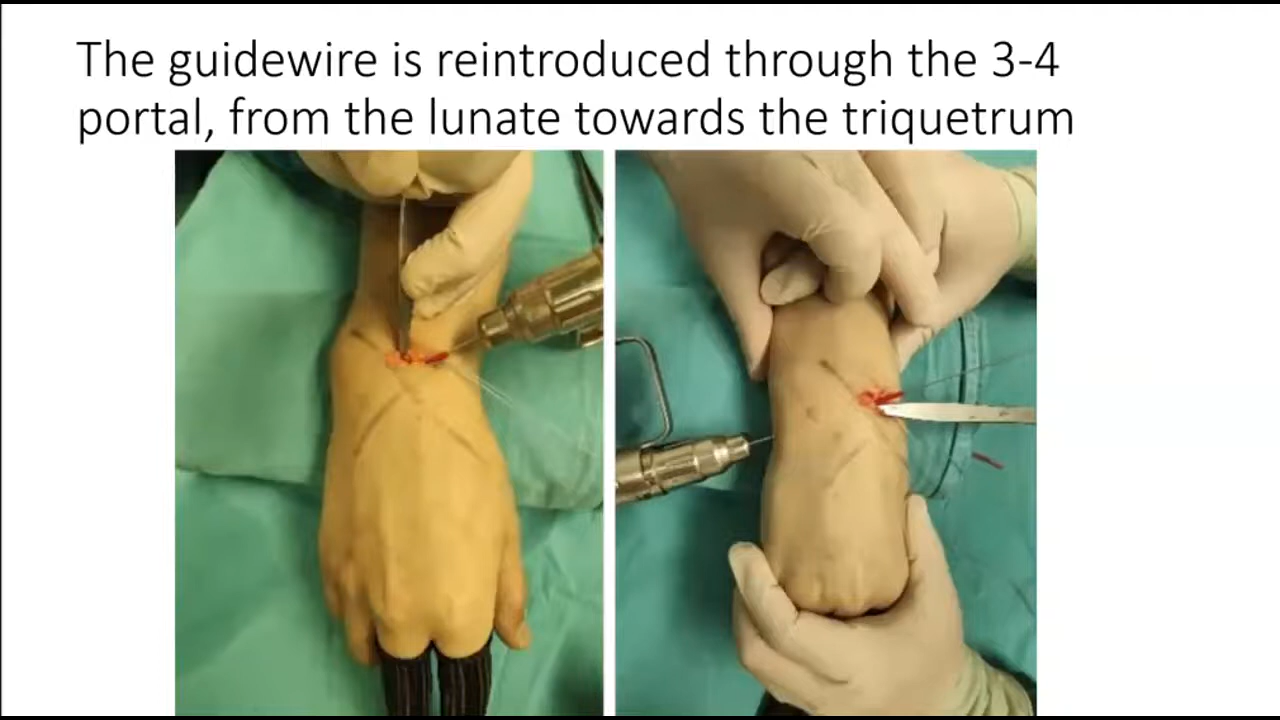 The guidewire is reintroduced through the 3-4
portal, from the lunate towards the triquetrum